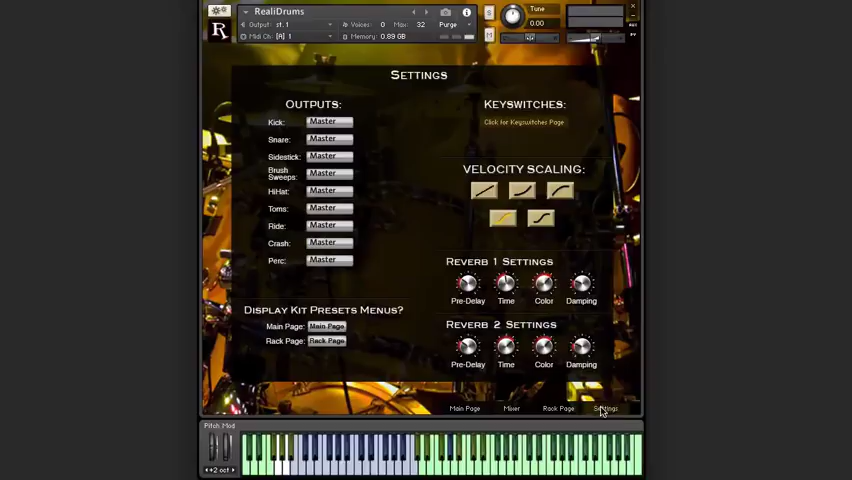 RealiDrums
Output: st. 1 Voices: 0 Max: 32 Purge
Midi Ch: [A] 1 Memory: 0.89 GB
S
M
Tune
0.00
R
Settings
Outputs:
Kick: Master
Snare: Master
Sidestick: Master
Brush Sweeps: Master
HiHat: Master
Toms: Master
Ride: Master
Crash: Master
Perc: Master
Display Kit Presets Menus?
Main Page: Main Page
Rack Page: Rack Page
Keyswitches:
Click for Keyswitches Page
Velocity Scaling:
Reverb 1 Settings
Pre-Delay Time Color Damping
Reverb 2 Settings
Pre-Delay Time Color Damping
Main Page Mixer Rack Page Settings
Pitch Mod
+2 oct